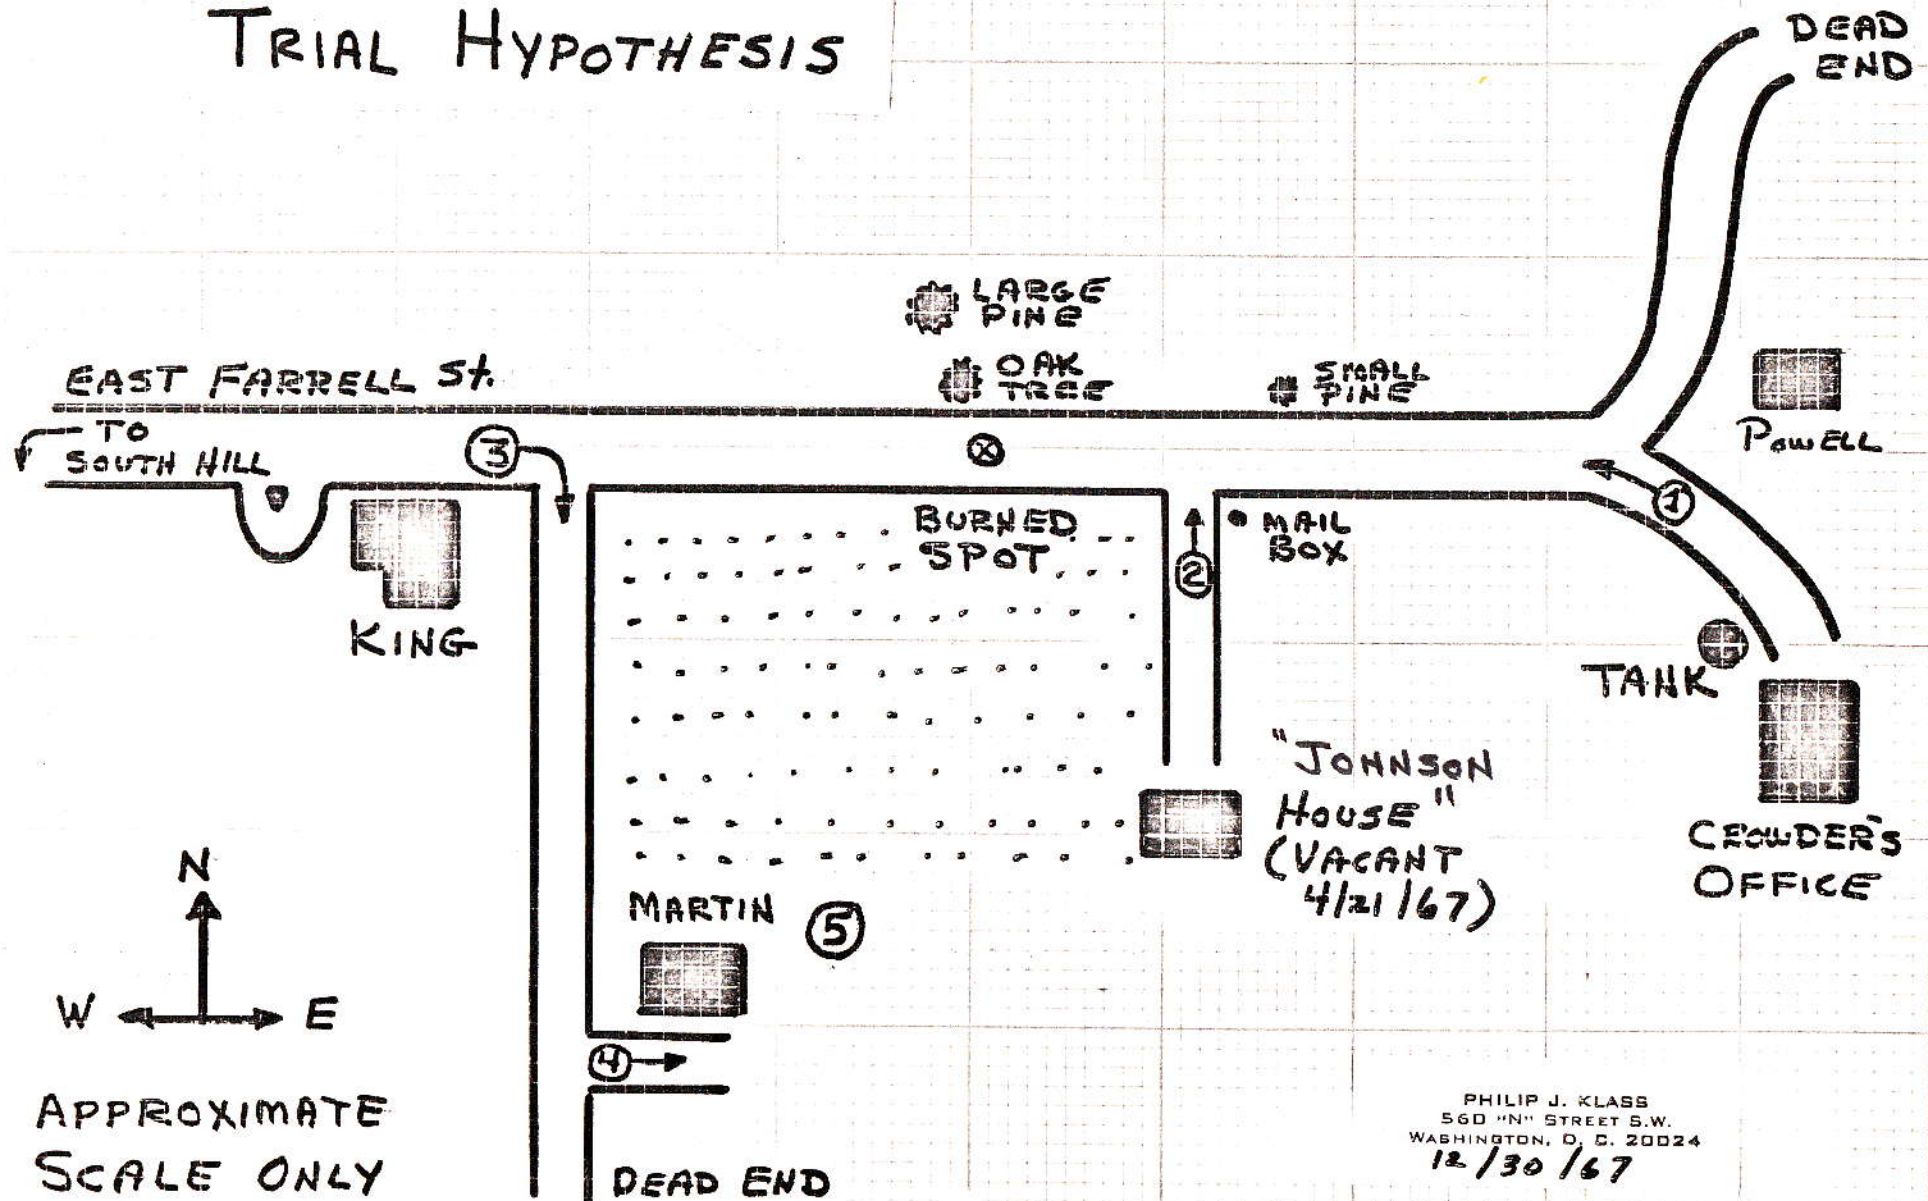 TRIAL HYPOTHESIS
DEAD
END
LARGE
PINE
EAST FARRELL St.
OAK
TREE
SMALL
PINE
TO
SOUTH HILL
3
X
POWELL
1
BURNED
SPOT
MAIL
BOX
2
KING
TANK
"JOHNSON
HOUSE"
(VACANT
4/21/67)
CROWDER'S
OFFICE
N
MARTIN
5
W E
4
APPROXIMATE
SCALE ONLY
DEAD END
PHILIP J. KLASS
560 "N" STREET S.W.
WASHINGTON, D. C. 20024
12/30/67